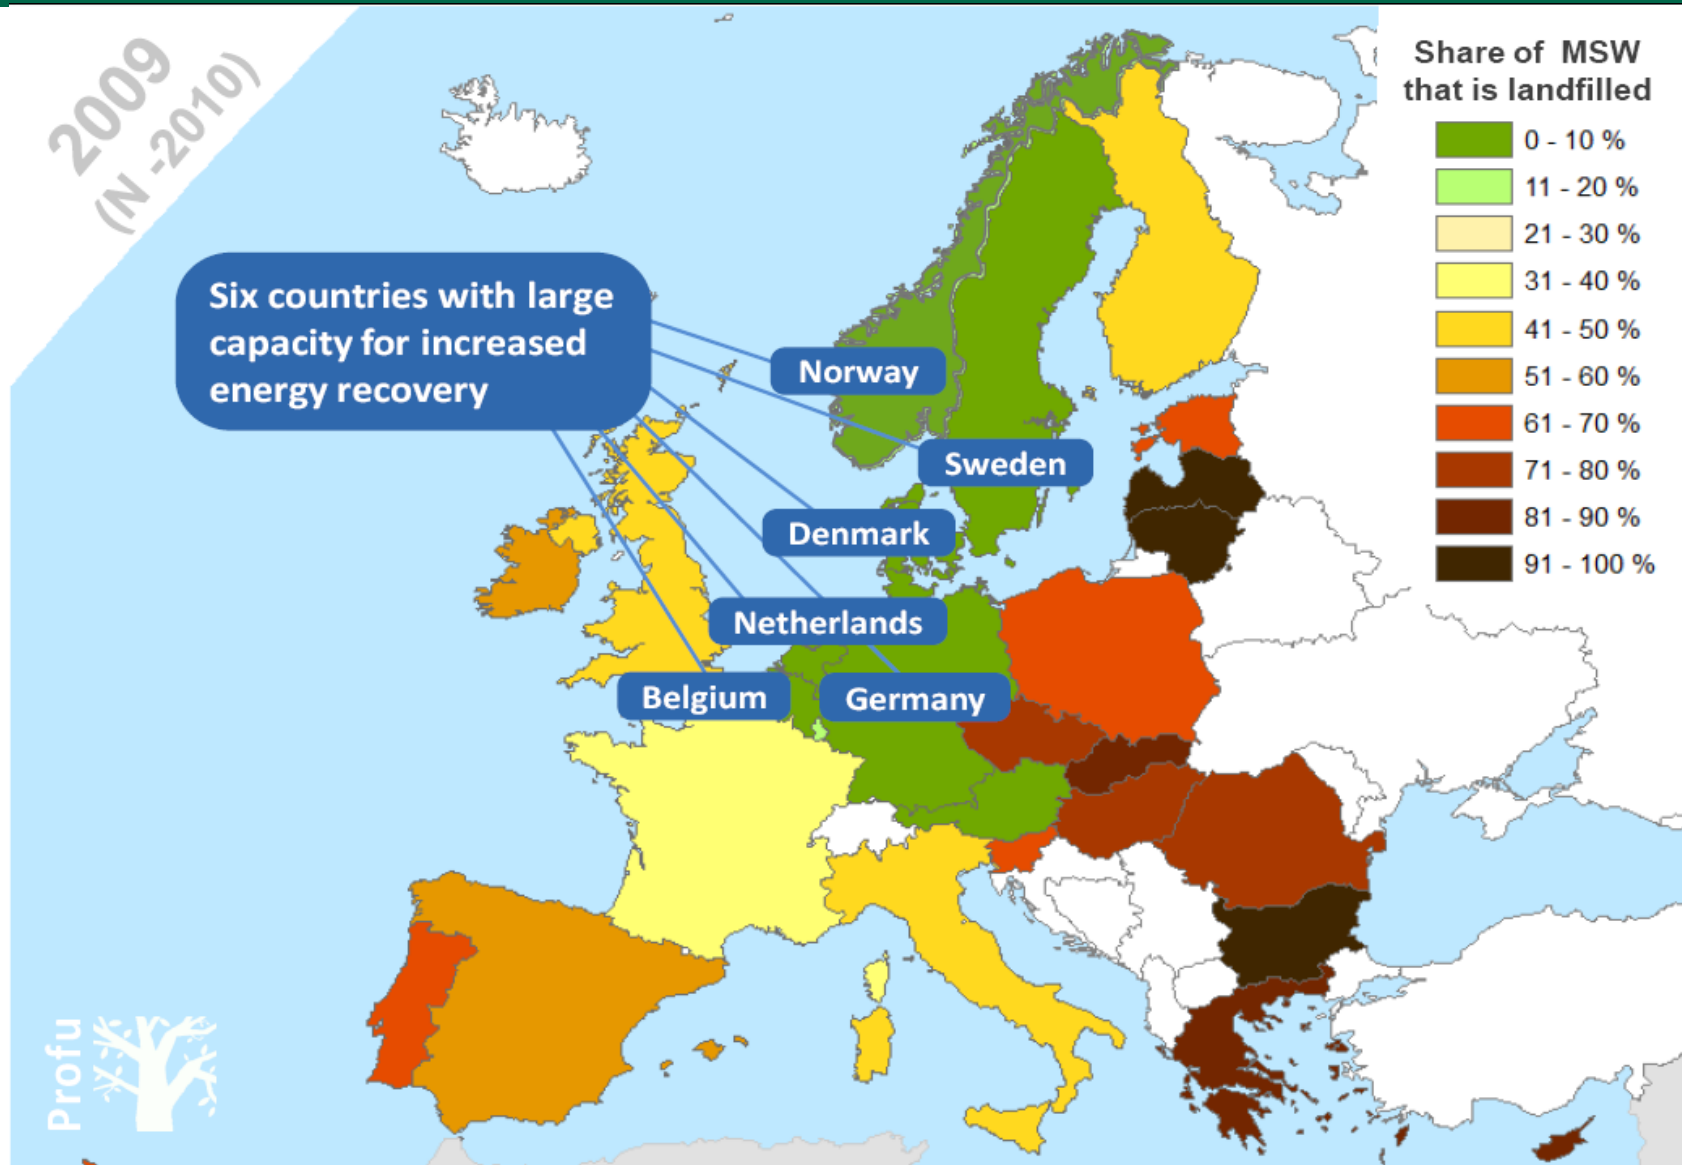 2009
(N -2010)
Share of MSW
that is landfilled
0 - 10 %
11 - 20 %
21 - 30 %
31 - 40 %
41 - 50 %
51 - 60 %
61 - 70 %
71 - 80 %
81 - 90 %
91 - 100 %
Six countries with large
capacity for increased
energy recovery
Norway
Sweden
Denmark
Netherlands
Belgium
Germany
Profu